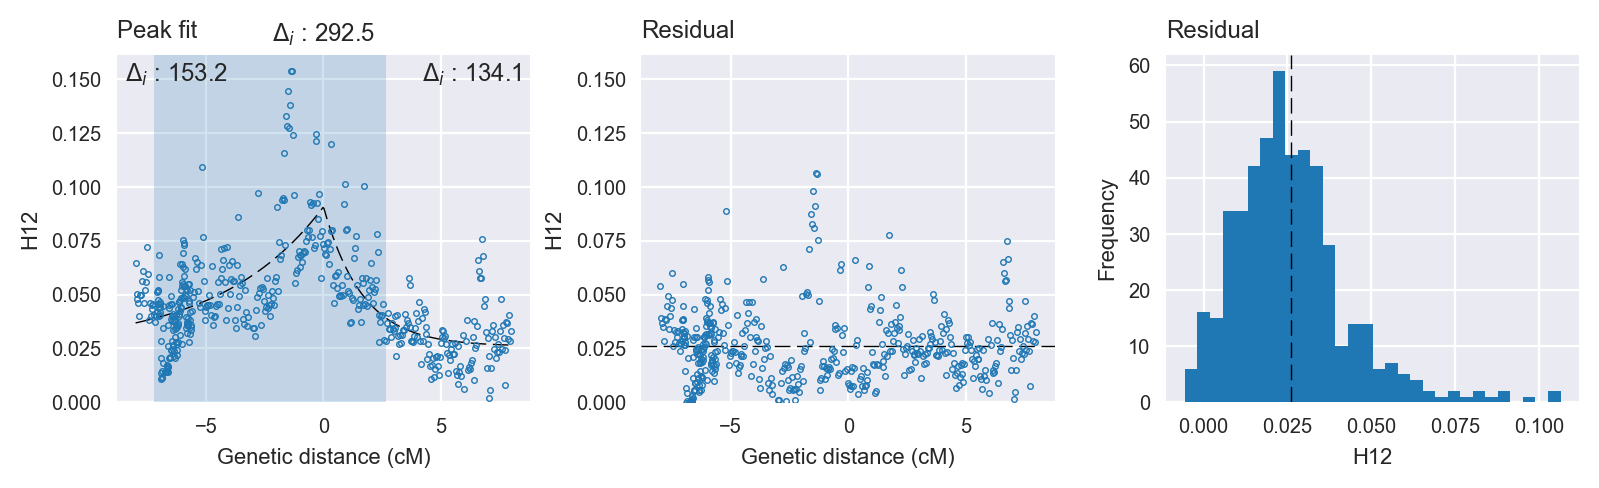 Peak fit
Δi : 292.5
Δi : 153.2
Δi : 134.1
H12
0.150
0.125
0.100
0.075
0.050
0.025
0.000
−5
0
5
Genetic distance (cM)
Residual
H12
0.150
0.125
0.100
0.075
0.050
0.025
0.000
−5
0
5
Genetic distance (cM)
Residual
Frequency
60
50
40
30
20
10
0
0.000
0.025
0.050
0.075
0.100
H12